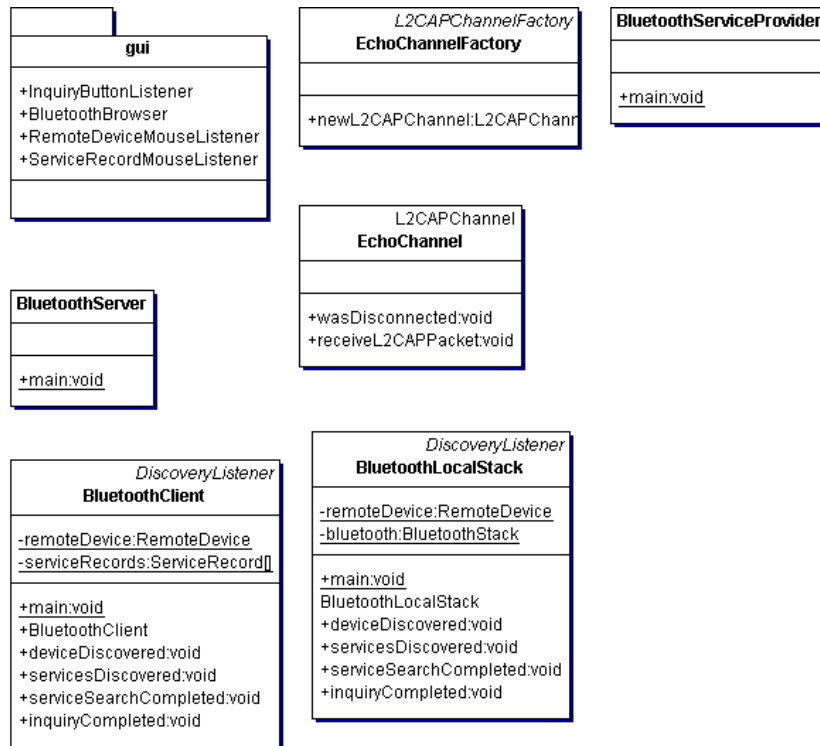 gui
+InquiryButtonListener
+BluetoothBrowser
+RemoteDeviceMouseListener
+ServiceRecordMouseListener
L2CAPChannelFactory
EchoChannelFactory
+newL2CAPChannel:L2CAPChann
BluetoothServiceProvider
+main:void
L2CAPChannel
EchoChannel
+wasDisconnected:void
+receiveL2CAPPacket:void
BluetoothServer
+main:void
DiscoveryListener
BluetoothClient
-remoteDevice:RemoteDevice
-serviceRecords:ServiceRecord[]
+main:void
+BluetoothClient
+deviceDiscovered:void
+servicesDiscovered:void
+serviceSearchCompleted:void
+inquiryCompleted:void
DiscoveryListener
BluetoothLocalStack
-remoteDevice:RemoteDevice
-bluetooth:BluetoothStack
+main:void
BluetoothLocalStack
+deviceDiscovered:void
+servicesDiscovered:void
+serviceSearchCompleted:void
+inquiryCompleted:void